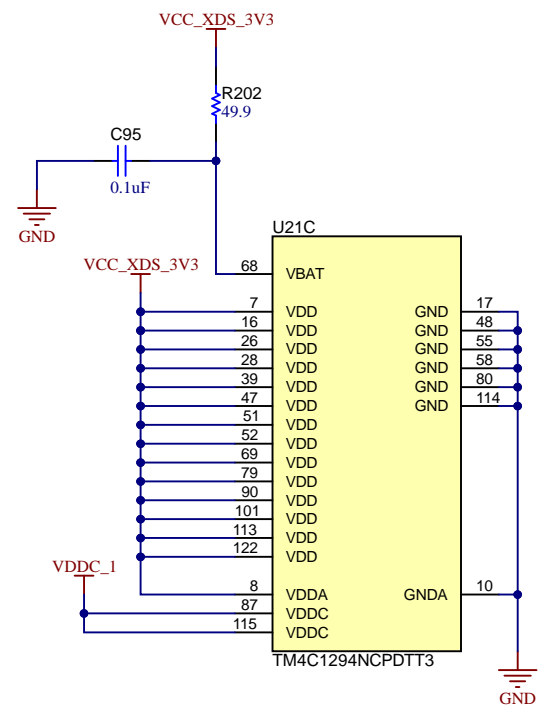 VCC_XDS_3V3
R202
49.9
C95
0.1uF
GND
U21C
VCC_XDS_3V3
68 VBAT
7 VDD GND 17
16 VDD GND 48
26 VDD GND 55
28 VDD GND 58
39 VDD GND 80
47 VDD GND 114
51 VDD
52 VDD
69 VDD
79 VDD
90 VDD
101 VDD
113 VDD
122 VDD
VDDC_1
8 VDDA GNDA 10
87 VDDC
115 VDDC
TM4C1294NCPDTT3
GND